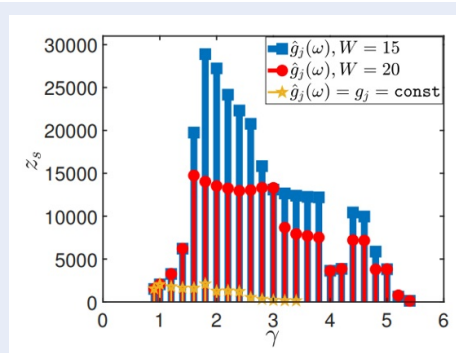 30000
25000
20000
15000
10000
5000
0
z_s
ĝ_j(ω), W = 15
ĝ_j(ω), W = 20
ĝ_j(ω) = g_j = const
0 1 2 3 4 5 6
γ